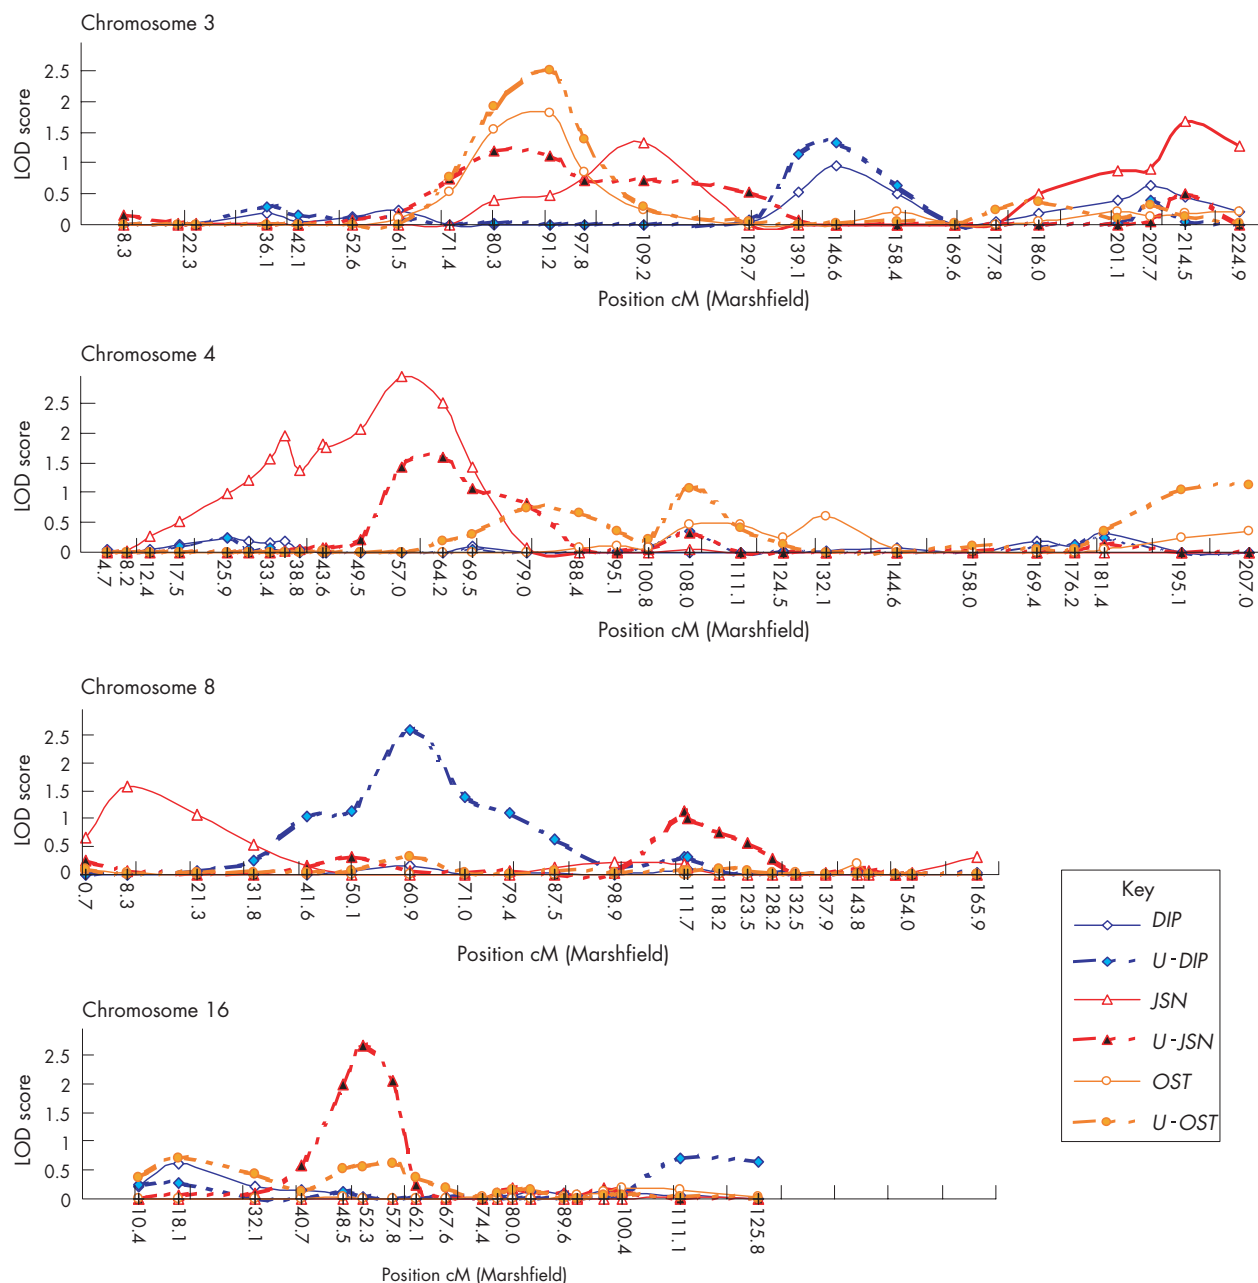 Chromosome 3
LOD score
2.5
2
1.5
1
0.5
0
8.3 22.3 36.1 42.1 52.6 61.5 71.4 80.3 91.2 97.8 109.2 129.7 139.1 146.6 158.4 169.6 177.8 186.0 201.1 207.7 214.5 224.9
Position cM (Marshfield)
Chromosome 4
LOD score
2.5
2
1.5
1
0.5
0
4.7 8.2 12.4 17.5 25.9 33.4 38.8 43.6 49.5 57.0 64.2 69.5 79.0 88.4 95.1 100.8 108.0 111.1 124.5 132.1 144.6 158.0 169.4 176.2 181.4 195.1 207.0
Position cM (Marshfield)
Chromosome 8
LOD score
2.5
2
1.5
1
0.5
0
0.7 8.3 21.3 31.8 41.6 50.1 60.9 71.0 79.4 87.5 98.9 111.7 118.2 123.5 128.2 132.5 137.9 143.8 154.0 165.9
Position cM (Marshfield)
Key
DIP
U-DIP
JSN
U-JSN
OST
U-OST
Chromosome 16
LOD score
2.5
2
1.5
1
0.5
0
10.4 18.1 32.1 40.7 48.5 52.3 57.8 62.1 67.6 74.4 80.0 89.6 100.4 111.1 125.8
Position cM (Marshfield)